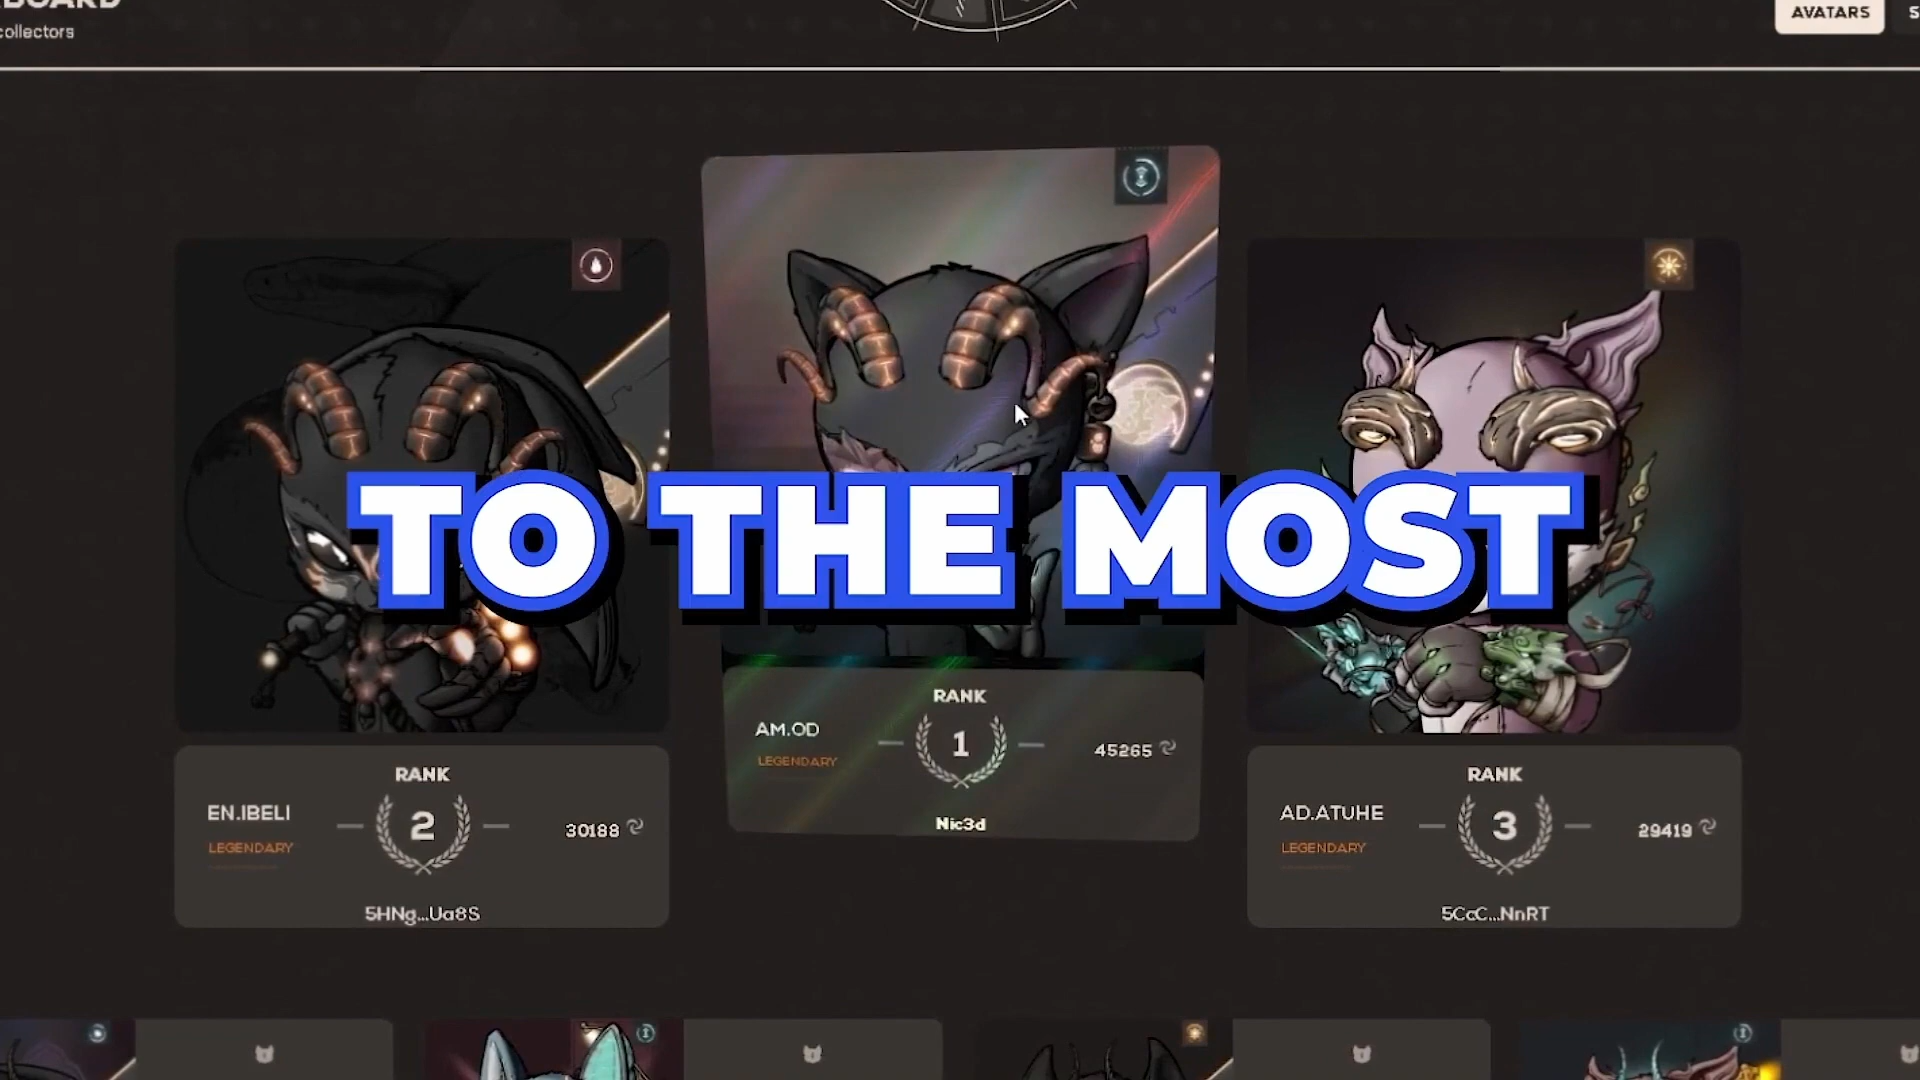 BOARD
collectors
AVATARS
S
TO THE MOST
RANK
EN.IBELI
2
30188
LEGENDARY
5HNg...Ua8S
RANK
AM.OD
1
45265
LEGENDARY
Nic3d
RANK
AD.ATUHE
3
29419
LEGENDARY
5CcC...NnRT